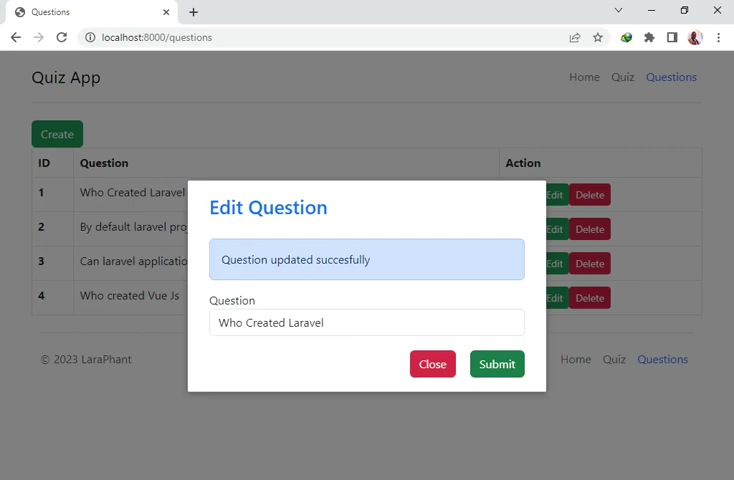 Questions
localhost:8000/questions
Quiz App
Home Quiz Questions
Create
ID Question Action
1 Who Created Laravel Edit Delete
2 By default laravel Edit Delete
3 Can laravel Edit Delete
4 Who created Vue Js Edit Delete
Edit Question
Question updated succesfully
Question
Who Created Laravel
Close Submit
© 2023 LaraPhant Home Quiz Questions